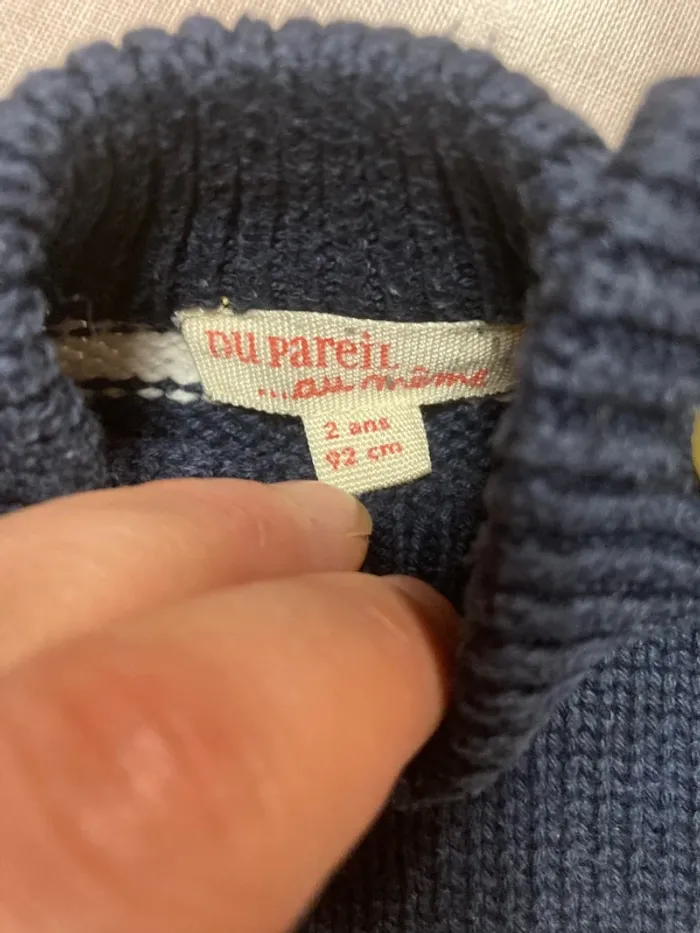 DU PAREIL
...au même
2 ans
92 cm